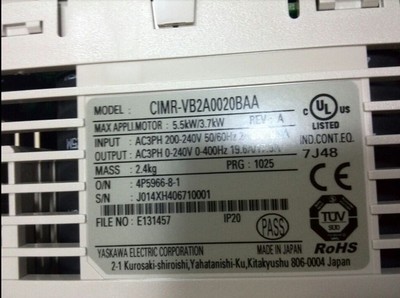 MODEL : CIMR-VB2A0020BAA
MAX APPLI.MOTOR : 5.5kW/3.7kW REV : A
INPUT : AC3PH 200-240V 50/60Hz
OUTPUT : AC3PH 0-240V 0-400Hz 19.6A/
MASS : 2.4kg PRG : 1025
O/N : 4P5966-8-1
S/N : J014XH406710001
FILE NO : E131457 IP20
PASS
YASKAWA ELECTRIC CORPORATION MADE IN JAPAN
2-1 Kurosaki-shiroishi,Yahatanishi-Ku,Kitakyushu 806-0004 Japan
C UL US
LISTED
IND.CONT.EQ.
7J48
TÜV
RoHS